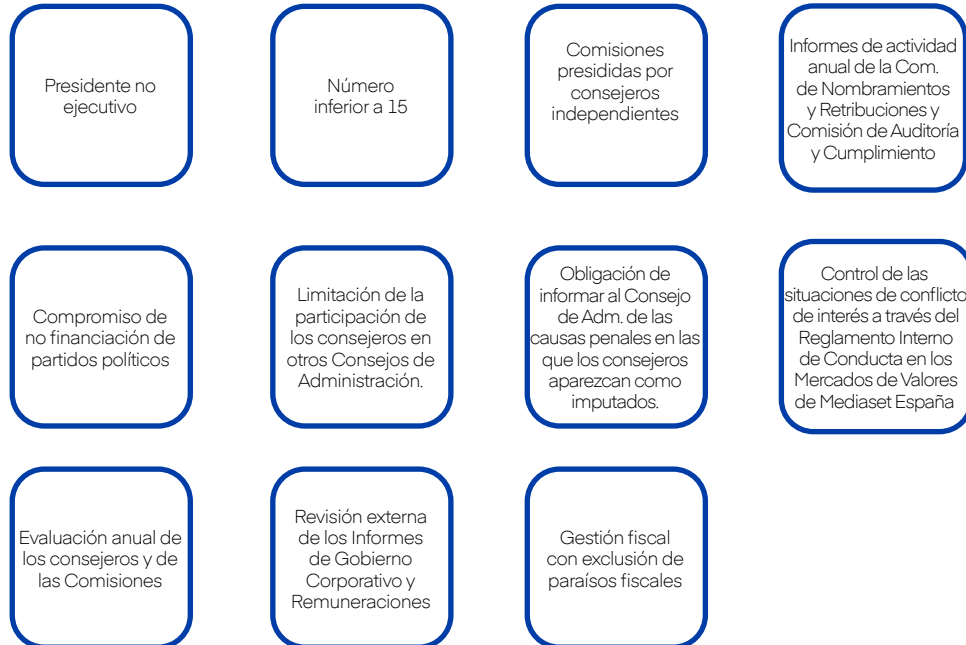 Presidente no
ejecutivo
Número
inferior a 15
Comisiones
presididas por
consejeros
independientes
Informes de actividad
anual de la Com.
de Nombramientos
y Retribuciones y
Comisión de Auditoría
y Cumplimiento
Compromiso de
no financiación de
partidos políticos
Limitación de la
participación de
los consejeros en
otros Consejos de
Administración.
Obligación de
informar al Consejo
de Adm. de las
causas penales en las
que los consejeros
aparezcan como
imputados.
Control de las
situaciones de conflicto
de interés a través del
Reglamento Interno
de Conducta en los
Mercados de Valores
de Mediaset España
Evaluación anual de
los consejeros y de
las Comisiones
Revisión externa
de los Informes
de Gobierno
Corporativo y
Remuneraciones
Gestión fiscal
con exclusión de
paraísos fiscales